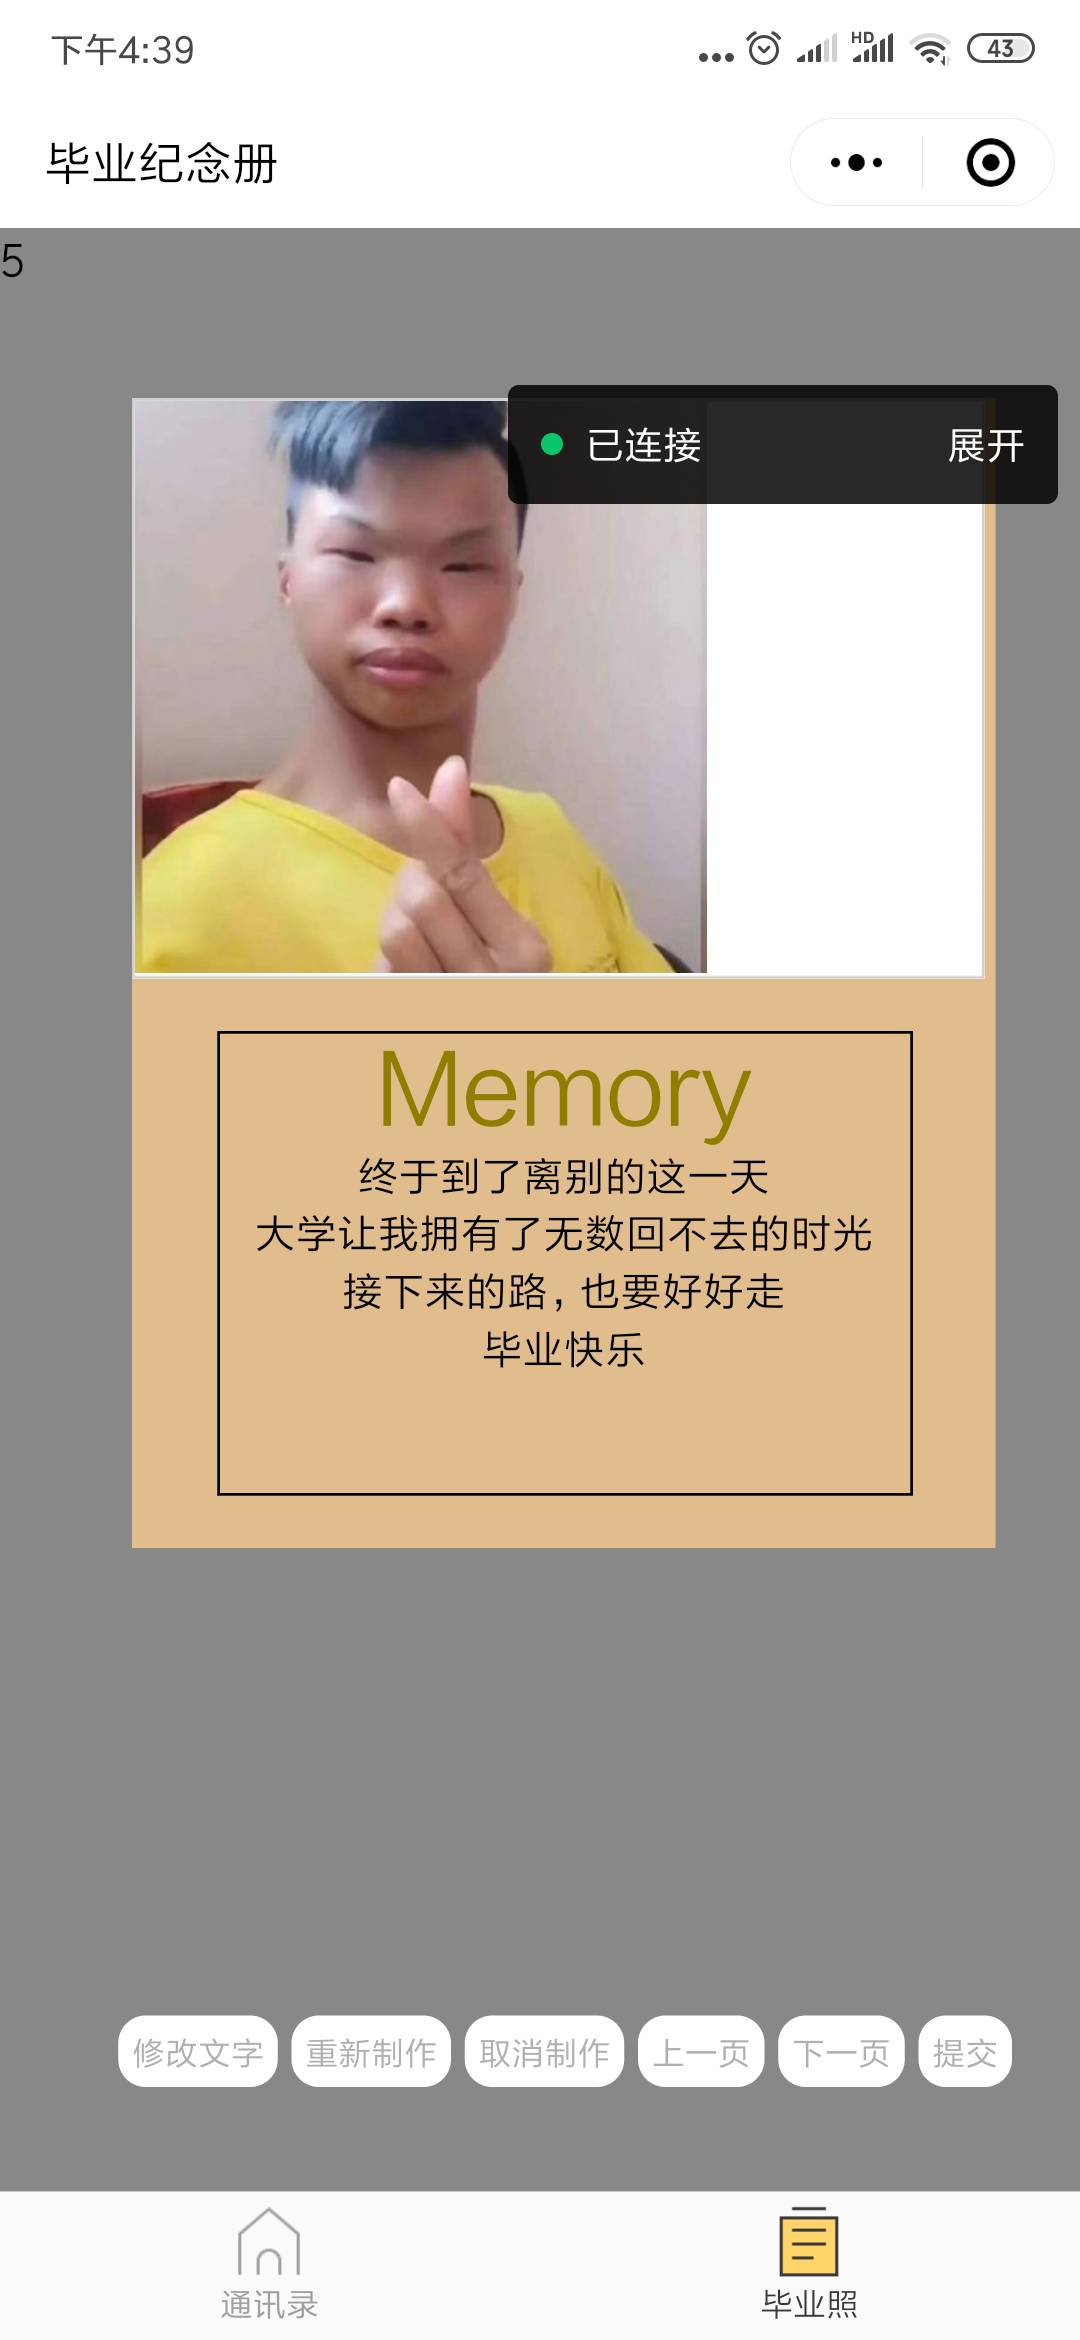 下午4:39
HD
43
毕业纪念册
5
已连接 展开
Memory
终于到了离别的这一天
大学让我拥有了无数回不去的时光
接下来的路，也要好好走
毕业快乐
修改文字 重新制作 取消制作 上一页 下一页 提交
通讯录 毕业照